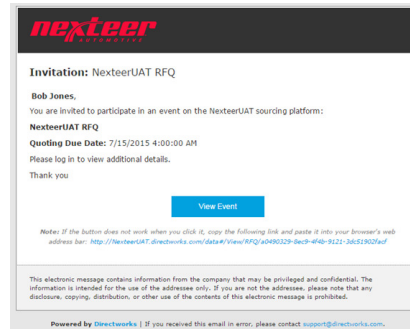 nexteer
AUTOMOTIVE
Invitation: NexteerUAT RFQ
Bob Jones,
You are invited to participate in an event on the NexteerUAT sourcing platform:
NexteerUAT RFQ
Quoting Due Date: 7/15/2015 4:00:00 AM
Please log in to view additional details.
Thank you
View Event
Note: If the button does not work when you click it, copy the following link and paste it into your browser's web
address bar: http://NexteerUAT.directworks.com/data#/View/RFQ/a0490329-8ec9-4f4b-9121-3dc51902facf
This electronic message contains information from the company that may be privileged and confidential. The
information is intended for the use of the addressee only. If you are not the addressee, please note that any
disclosure, copying, distribution, or other use of the contents of this electronic message is prohibited.
Powered by Directworks | If you received this email in error, please contact support@directworks.com.